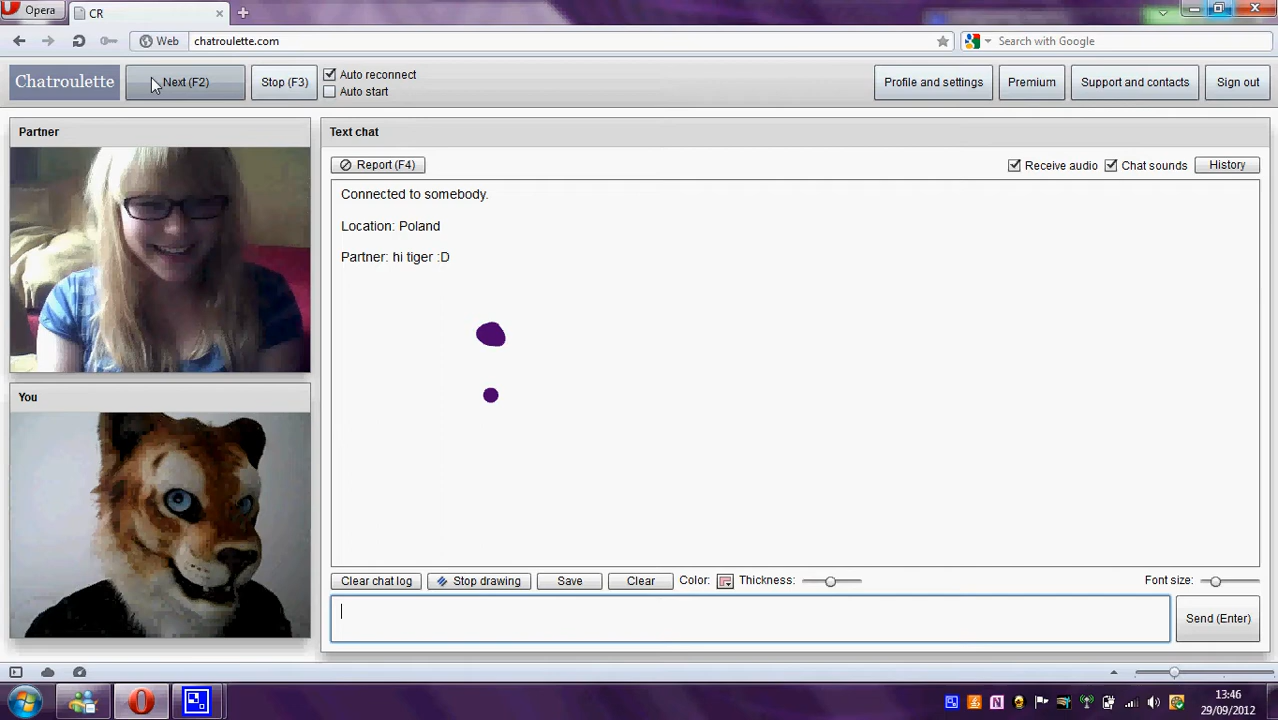 Opera
CR
Web
chatroulette.com
Search with Google
Chatroulette
Next (F2)
Stop (F3)
Auto reconnect
Auto start
Profile and settings
Premium
Support and contacts
Sign out
Partner
Text chat
Report (F4)
Receive audio
Chat sounds
History
Connected to somebody.
Location: Poland
Partner: hi tiger :D
You
Clear chat log
Stop drawing
Save
Clear
Color:
Thickness:
Font size:
Send (Enter)
13:46
29/09/2012